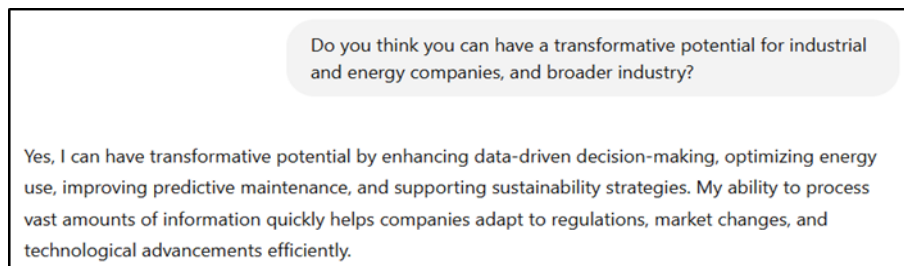 Do you think you can have a transformative potential for industrial
and energy companies, and broader industry?
Yes, I can have transformative potential by enhancing data-driven decision-making, optimizing energy
use, improving predictive maintenance, and supporting sustainability strategies. My ability to process
vast amounts of information quickly helps companies adapt to regulations, market changes, and
technological advancements efficiently.